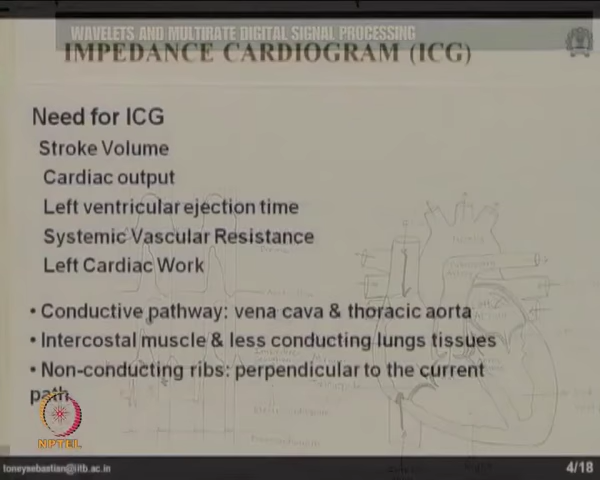 WAVELETS AND MULTIRATE DIGITAL SIGNAL PROCESSING
IMPEDANCE CARDIOGRAM (ICG)
Need for ICG
Stroke Volume
Cardiac output
Left ventricular ejection time
Systemic Vascular Resistance
Left Cardiac Work
• Conductive pathway: vena cava & thoracic aorta
• Intercostal muscle & less conducting lungs tissues
• Non-conducting ribs: perpendicular to the current
path
NPTEL
toneysebastian@iitb.ac.in
4/18